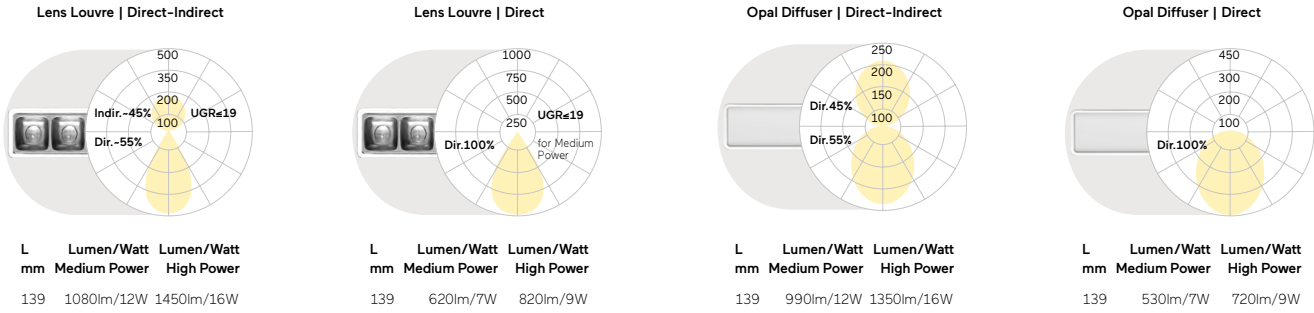 Lens Louvre | Direct-Indirect
500
350
200
100
Indir.-45%
UGR≤19
Dir.-55%
L
mm
Lumen/Watt
Medium Power
Lumen/Watt
High Power
139 1080lm/12W 1450lm/16W
Lens Louvre | Direct
1000
750
500
250
UGR≤19
for Medium
Power
Dir.100%
L
mm
Lumen/Watt
Medium Power
Lumen/Watt
High Power
139 620lm/7W 820lm/9W
Opal Diffuser | Direct-Indirect
250
200
150
100
Dir.45%
Dir.55%
L
mm
Lumen/Watt
Medium Power
Lumen/Watt
High Power
139 990lm/12W 1350lm/16W
Opal Diffuser | Direct
450
300
200
100
Dir.100%
L
mm
Lumen/Watt
Medium Power
Lumen/Watt
High Power
139 530lm/7W 720lm/9W